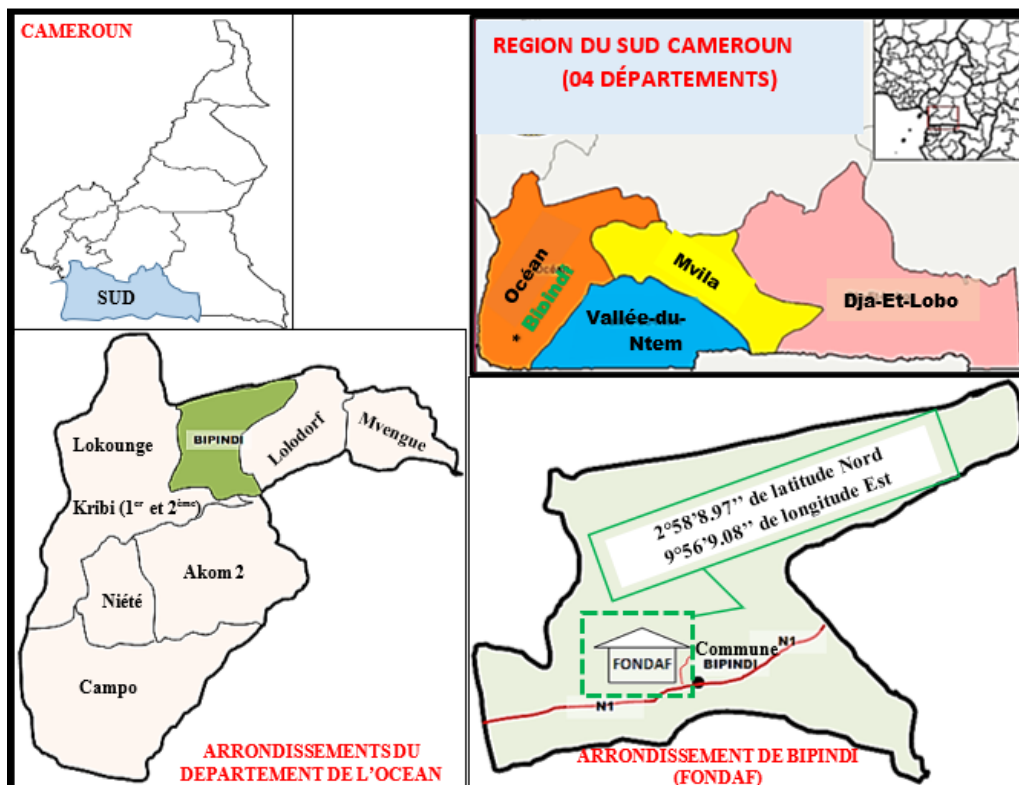 CAMEROUN
SUD
REGION DU SUD CAMEROUN
(04 DÉPARTEMENTS)
Océan
* Bipindi
Mvila
Vallée-du-
Ntem
Dja-Et-Lobo
Lokounge
BIPINDI
Lolodorf
Mvengue
Kribi (1er et 2ème)
Akom 2
Niété
Campo
ARRONDISSEMENTS DU
DEPARTEMENT DE L'OCEAN
2°58'8.97'' de latitude Nord
9°56'9.08'' de longitude Est
FONDAF
Commune
BIPINDI
N1
N1
ARRONDISSEMENT DE BIPINDI
(FONDAF)